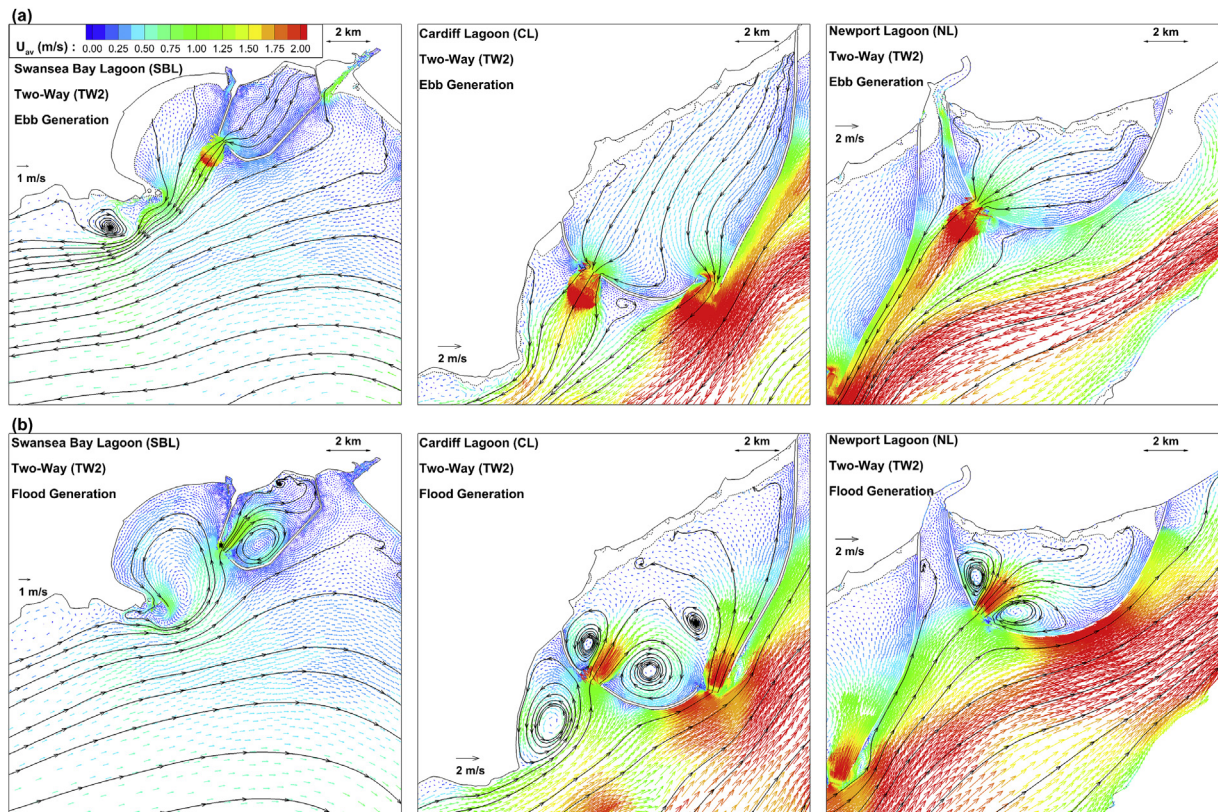 (a)
U_av (m/s) : 0.00 0.25 0.50 0.75 1.00 1.25 1.50 1.75 2.00
2 km
Swansea Bay Lagoon (SBL)
Two-Way (TW2)
Ebb Generation
1 m/s
Cardiff Lagoon (CL)
2 km
Two-Way (TW2)
Ebb Generation
2 m/s
Newport Lagoon (NL)
2 km
Two-Way (TW2)
Ebb Generation
2 m/s
(b)
Swansea Bay Lagoon (SBL)
2 km
Two-Way (TW2)
Flood Generation
1 m/s
Cardiff Lagoon (CL)
2 km
Two-Way (TW2)
Flood Generation
2 m/s
Newport Lagoon (NL)
2 km
Two-Way (TW2)
Flood Generation
2 m/s